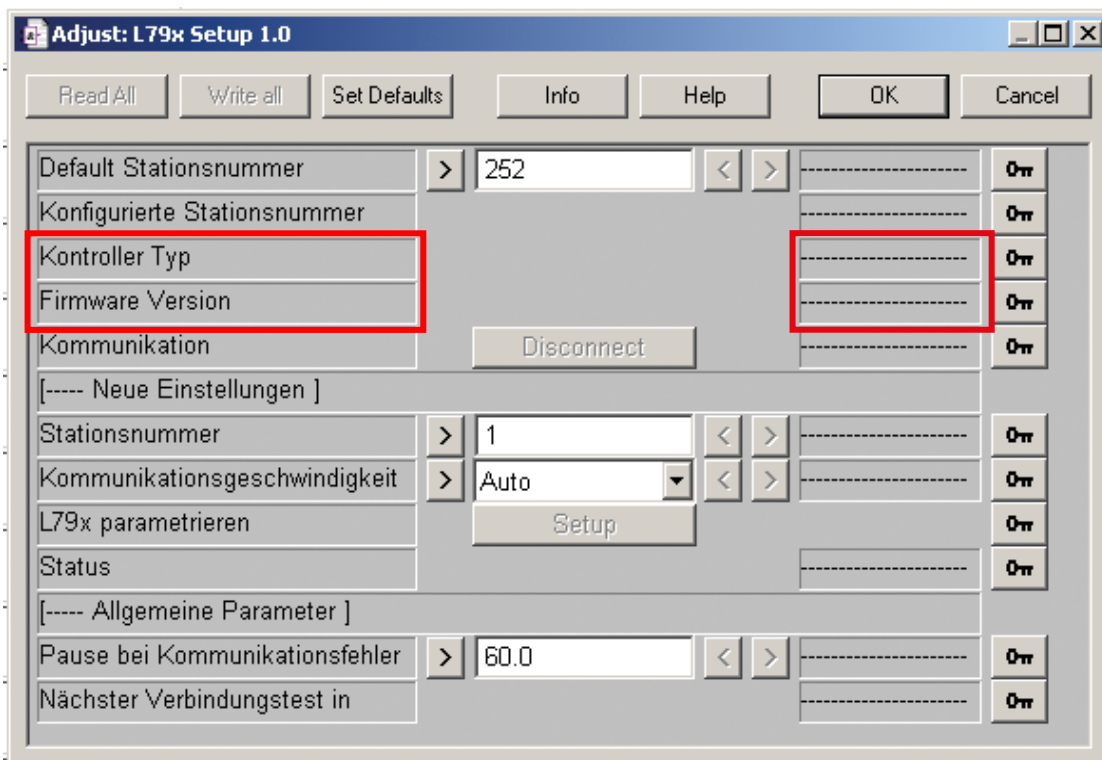 Adjust: L79x Setup 1.0
Read All Write all Set Defaults Info Help OK Cancel
Default Stationsnummer > 252 < > --------------------
Konfigurierte Stationsnummer --------------------
Kontroller Typ --------------------
Firmware Version --------------------
Kommunikation Disconnect --------------------
[----- Neue Einstellungen ]
Stationsnummer > 1 < > --------------------
Kommunikationsgeschwindigkeit > Auto < > --------------------
L79x parametrieren Setup
Status --------------------
[----- Allgemeine Parameter ]
Pause bei Kommunikationsfehler > 60.0 < > --------------------
Nächster Verbindungstest in --------------------